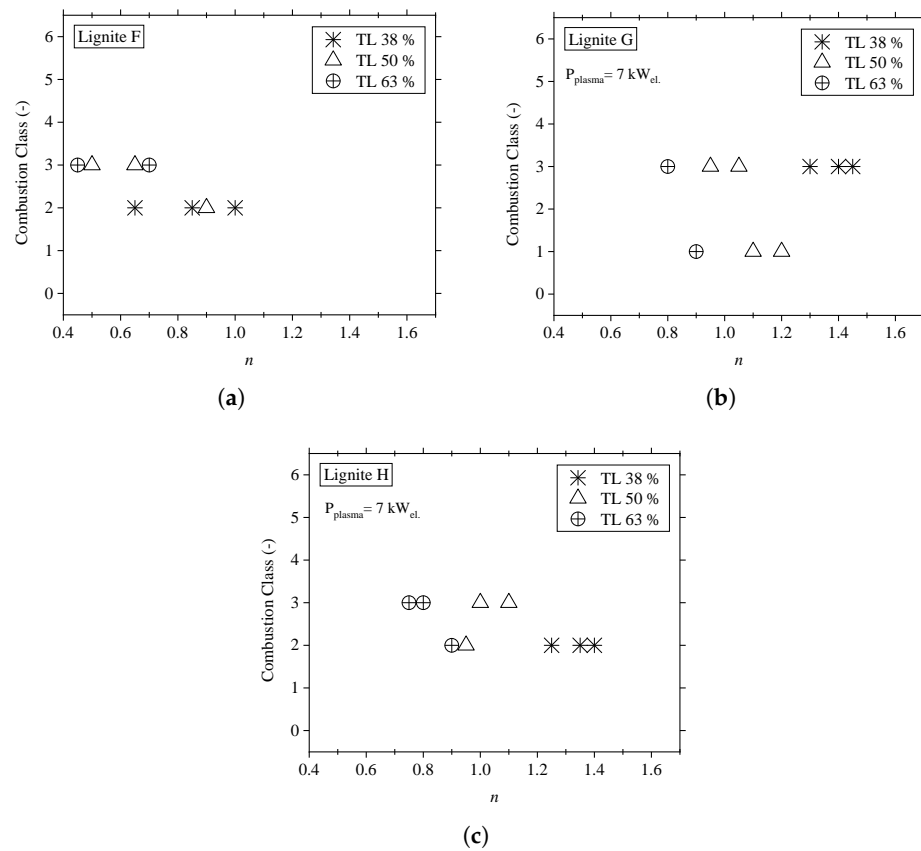 Lignite F
TL 38 %
TL 50 %
TL 63 %
6
5
4
3
2
1
0
Combustion Class (-)
0.4 0.6 0.8 1.0 1.2 1.4 1.6
n
(a)
Lignite G
P_plasma= 7 kW_el.
TL 38 %
TL 50 %
TL 63 %
6
5
4
3
2
1
0
Combustion Class (-)
0.4 0.6 0.8 1.0 1.2 1.4 1.6
n
(b)
Lignite H
P_plasma= 7 kW_el.
TL 38 %
TL 50 %
TL 63 %
6
5
4
3
2
1
0
Combustion Class (-)
0.4 0.6 0.8 1.0 1.2 1.4 1.6
n
(c)